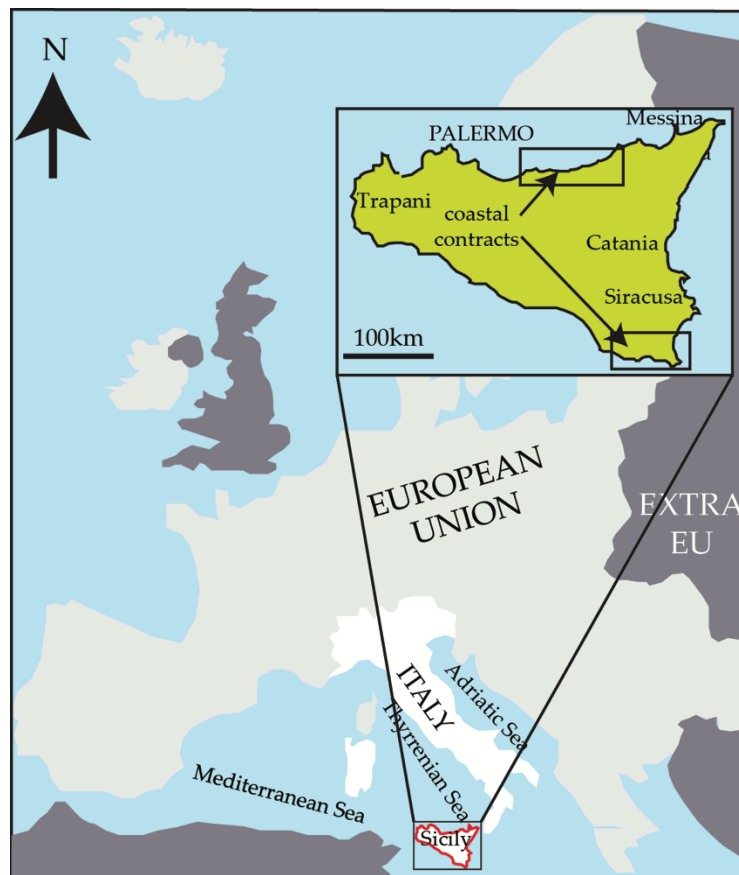 N
Messina
PALERMO
Trapani
coastal
contracts
Catania
Siracusa
100km
EUROPEAN
UNION
EXTRA
EU
ITALY
Adriatic Sea
Thyrrenian Sea
Mediterranean Sea
Sicily